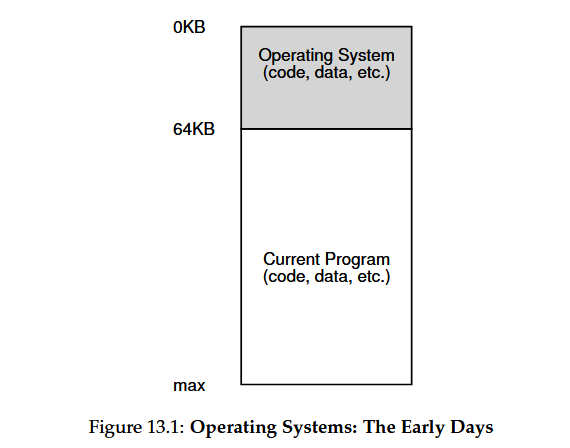 0KB
Operating System
(code, data, etc.)
64KB
Current Program
(code, data, etc.)
max
Figure 13.1: Operating Systems: The Early Days